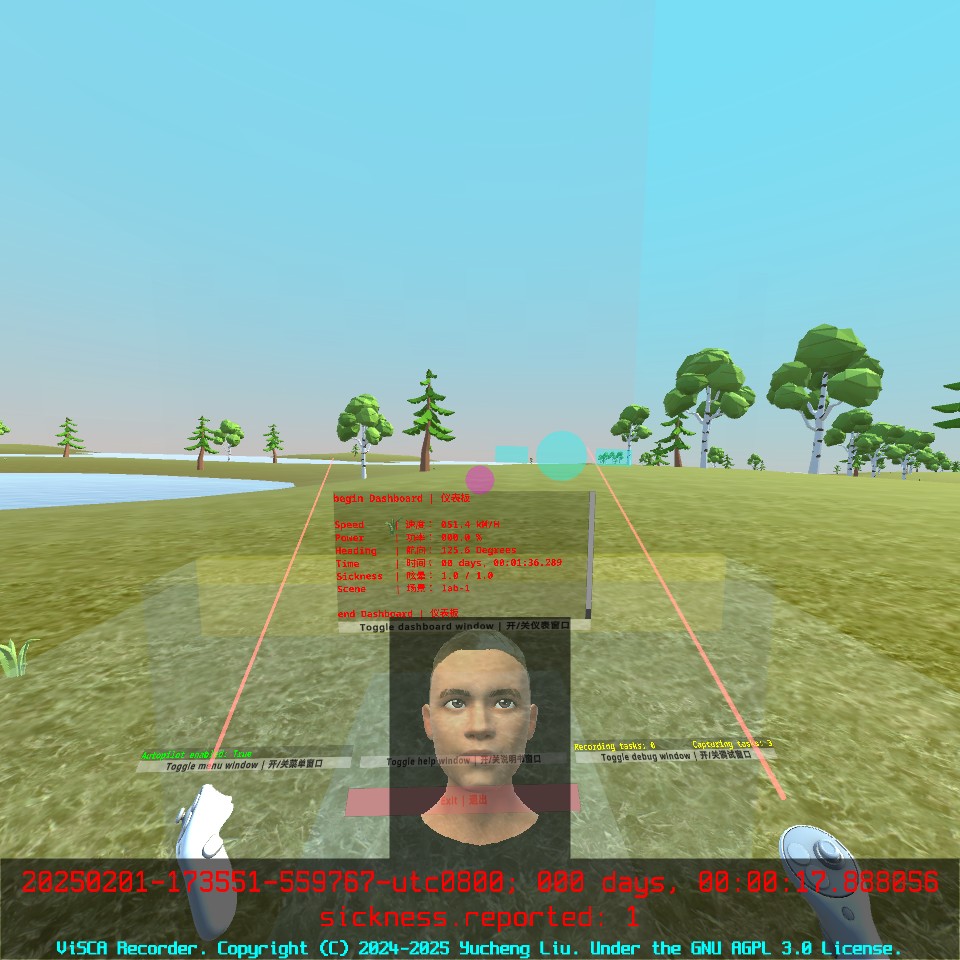 begin Dashboard | 仪表版
Speed | 速度: 051.4 KM/H
Power | 功率: 000.0 %
Heading | 航向: 125.6 Degrees
Time | 时间: 00 days, 00:01:36.289
Sickness | 眩晕: 1.0 / 1.0
Scene | 场景: lab-1
end Dashboard | 仪表板
Toggle dashboard window | 开/关仪表窗口
Autopilot enabled: True
Toggle menu window | 开/关菜单窗口
Toggle help window | 开/关说明书窗口
Recording tasks: 0 Capturing tasks: 3
Toggle debug window | 开/关调试窗口
Exit | 退出
20250201-173551-559767-utc0800; 000 days, 00:00:17.888056
sickness.reported: 1
ViSCA Recorder. Copyright (C) 2024-2025 Yucheng Liu. Under the GNU AGPL 3.0 License.